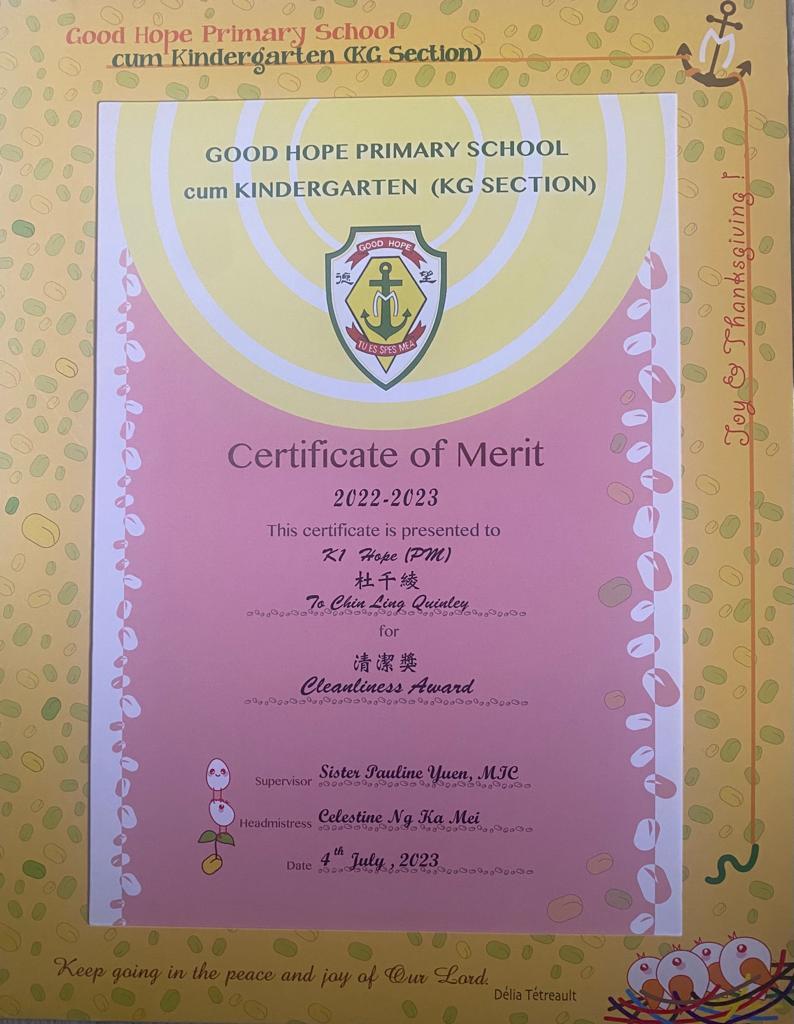 Good Hope Primary School
cum Kindergarten (KG Section)
GOOD HOPE PRIMARY SCHOOL
cum KINDERGARTEN (KG SECTION)
GOOD HOPE
德 望
M
TU ES SPES MEA
Joy & Thanksgiving !
Certificate of Merit
2022-2023
This certificate is presented to
K1 Hope (PM)
杜千綾
To Chin Ling Quinley
for
清潔獎
Cleanliness Award
Supervisor Sister Pauline Yuen, MIC
Headmistress Celestine Ng Ka Mei
Date 4th July , 2023
Keep going in the peace and joy of Our Lord.
Délia Tétreault